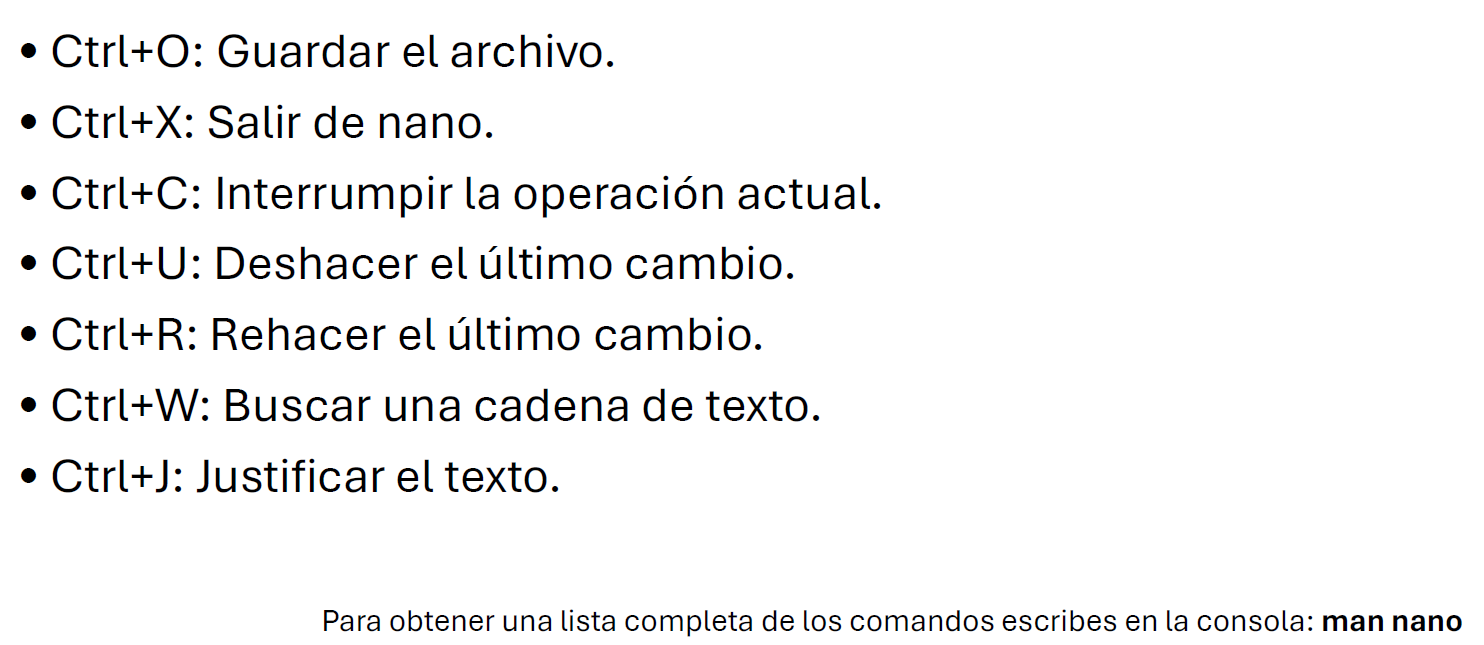 • Ctrl+O: Guardar el archivo.
• Ctrl+X: Salir de nano.
• Ctrl+C: Interrumpir la operación actual.
• Ctrl+U: Deshacer el último cambio.
• Ctrl+R: Rehacer el último cambio.
• Ctrl+W: Buscar una cadena de texto.
• Ctrl+J: Justificar el texto.
Para obtener una lista completa de los comandos escribes en la consola: man nano